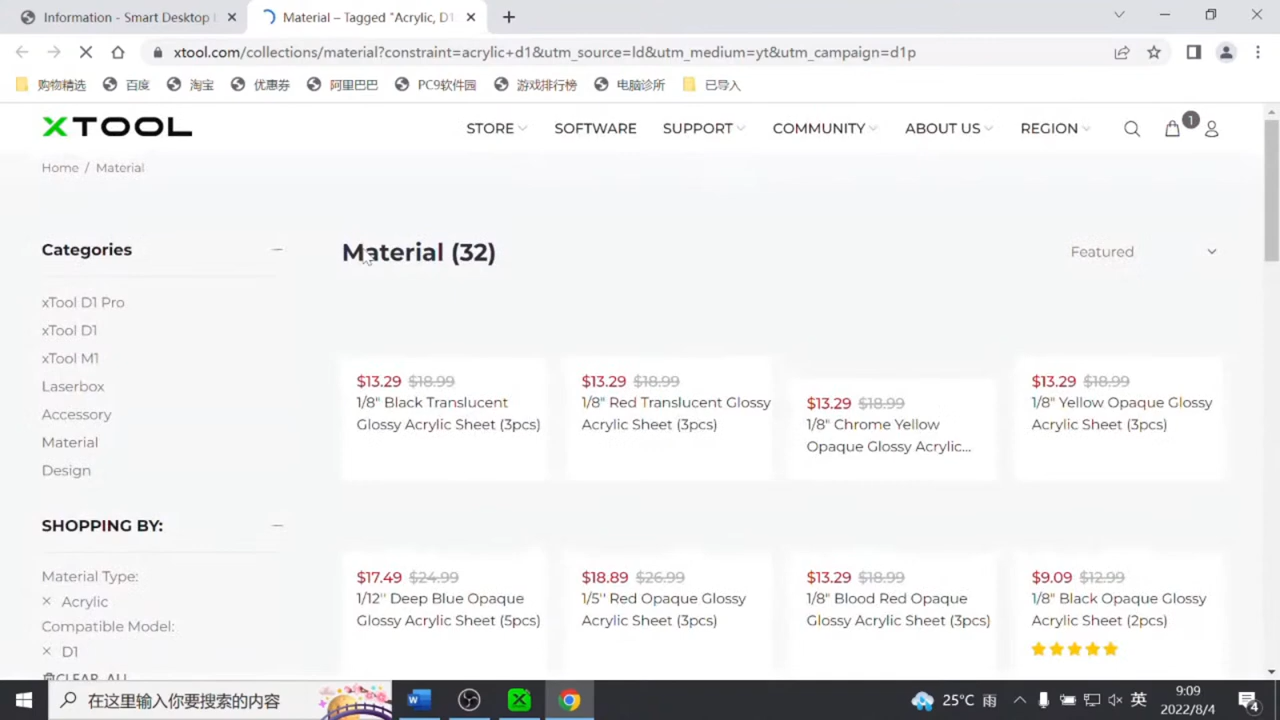 Information - Smart Desktop
Material – Tagged "Acrylic, D1
xtool.com/collections/material?constraint=acrylic+d1&utm_source=ld&utm_medium=yt&utm_campaign=d1p
购物精选 百度 淘宝 优惠券 阿里巴巴 PC9软件园 游戏排行榜 电脑诊所 已导入
XTOOL
STORE SOFTWARE SUPPORT COMMUNITY ABOUT US REGION 1
Home / Material
Categories
Material (32)
Featured
xTool D1 Pro
xTool D1
xTool M1
Laserbox
Accessory
Material
Design
$13.29 $18.99
1/8" Black Translucent
Glossy Acrylic Sheet (3pcs)
$13.29 $18.99
1/8" Red Translucent Glossy
Acrylic Sheet (3pcs)
$13.29 $18.99
1/8" Chrome Yellow
Opaque Glossy Acrylic...
$13.29 $18.99
1/8" Yellow Opaque Glossy
Acrylic Sheet (3pcs)
SHOPPING BY:
Material Type:
× Acrylic
Compatible Model:
× D1
CLEAR ALL
$17.49 $24.99
1/12'' Deep Blue Opaque
Glossy Acrylic Sheet (5pcs)
$18.89 $26.99
1/5'' Red Opaque Glossy
Acrylic Sheet (3pcs)
$13.29 $18.99
1/8" Blood Red Opaque
Glossy Acrylic Sheet (3pcs)
$9.09 $12.99
1/8" Black Opaque Glossy
Acrylic Sheet (2pcs)
在这里输入你要搜索的内容
25°C 雨
英
9:09
2022/8/4
4